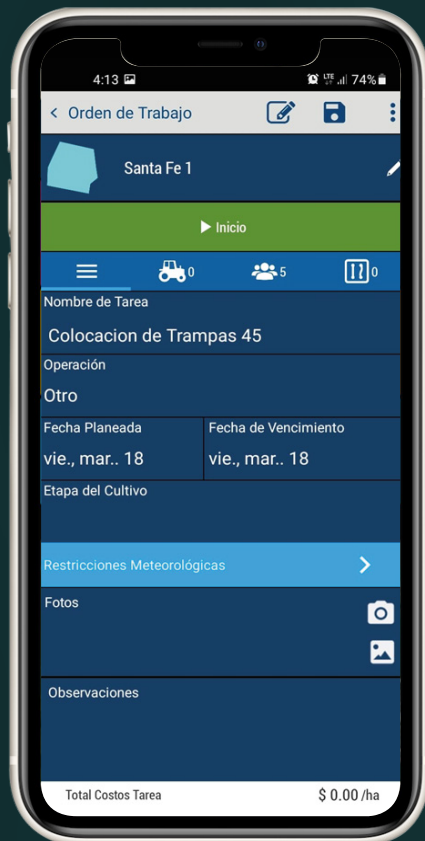 4:13 LTE 74%
< Orden de Trabajo
Santa Fe 1
Inicio
0 5 0
Nombre de Tarea
Colocacion de Trampas 45
Operación
Otro
Fecha Planeada Fecha de Vencimiento
vie., mar.. 18 vie., mar.. 18
Etapa del Cultivo
Restricciones Meteorológicas
Fotos
Observaciones
Total Costos Tarea $ 0.00 /ha